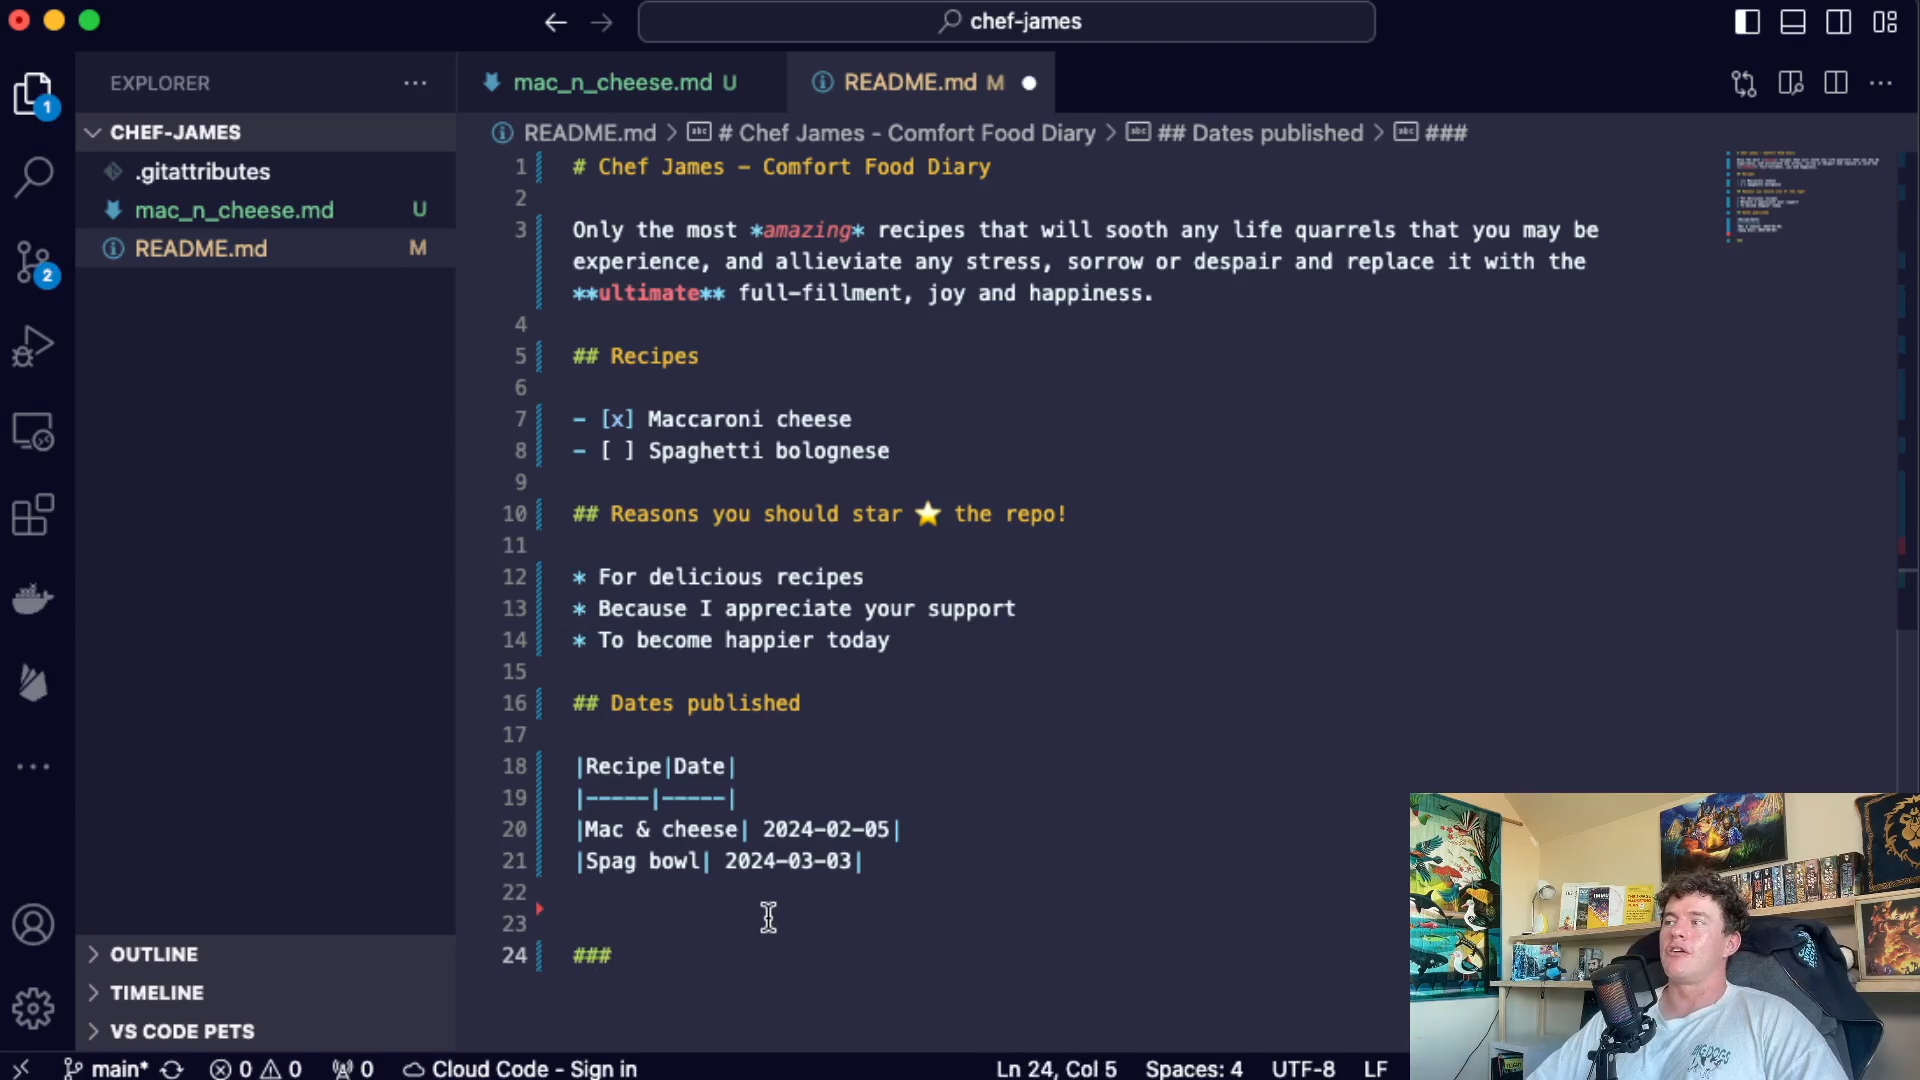 chef-james
EXPLORER
mac_n_cheese.md U
README.md M
CHEF-JAMES
README.md > # Chef James - Comfort Food Diary > ## Dates published > ###
.gitattributes
mac_n_cheese.md U
README.md M
1
2
1 # Chef James - Comfort Food Diary
2
3 Only the most *amazing* recipes that will sooth any life quarrels that you may be
experience, and allieviate any stress, sorrow or despair and replace it with the
**ultimate** full-fillment, joy and happiness.
4
5 ## Recipes
6
7 - [x] Maccaroni cheese
8 - [ ] Spaghetti bolognese
9
10 ## Reasons you should star ⭐ the repo!
11
12 * For delicious recipes
13 * Because I appreciate your support
14 * To become happier today
15
16 ## Dates published
17
18 |Recipe|Date|
19 |-----|-----|
20 |Mac & cheese| 2024-02-05|
21 |Spag bowl| 2024-03-03|
22
23
24 ###
OUTLINE
TIMELINE
VS CODE PETS
main* 0 0 0 Cloud Code - Sign in Ln 24, Col 5 Spaces: 4 UTF-8 LF